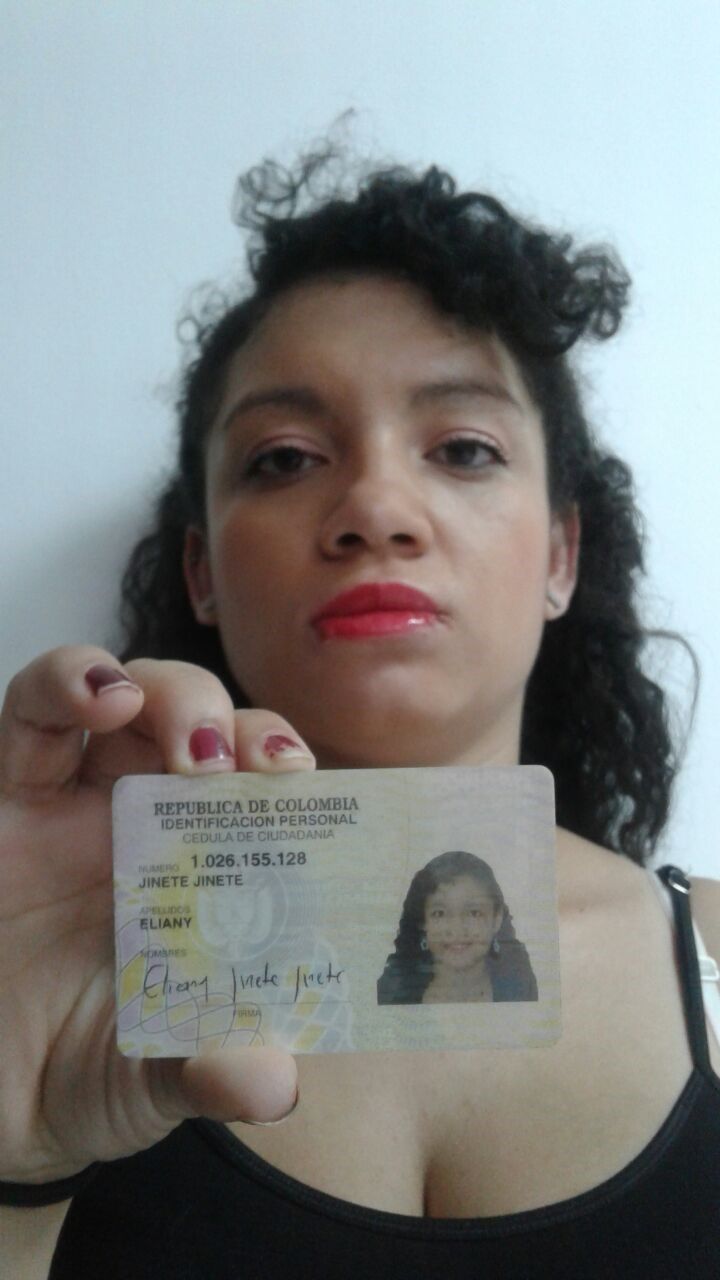 REPUBLICA DE COLOMBIA
IDENTIFICACION PERSONAL
CEDULA DE CIUDADANIA
NUMERO 1.026.155.128
JINETE JINETE
APELLIDOS
ELIANY
NOMBRES
Eliany Jinete Jinete
FIRMA